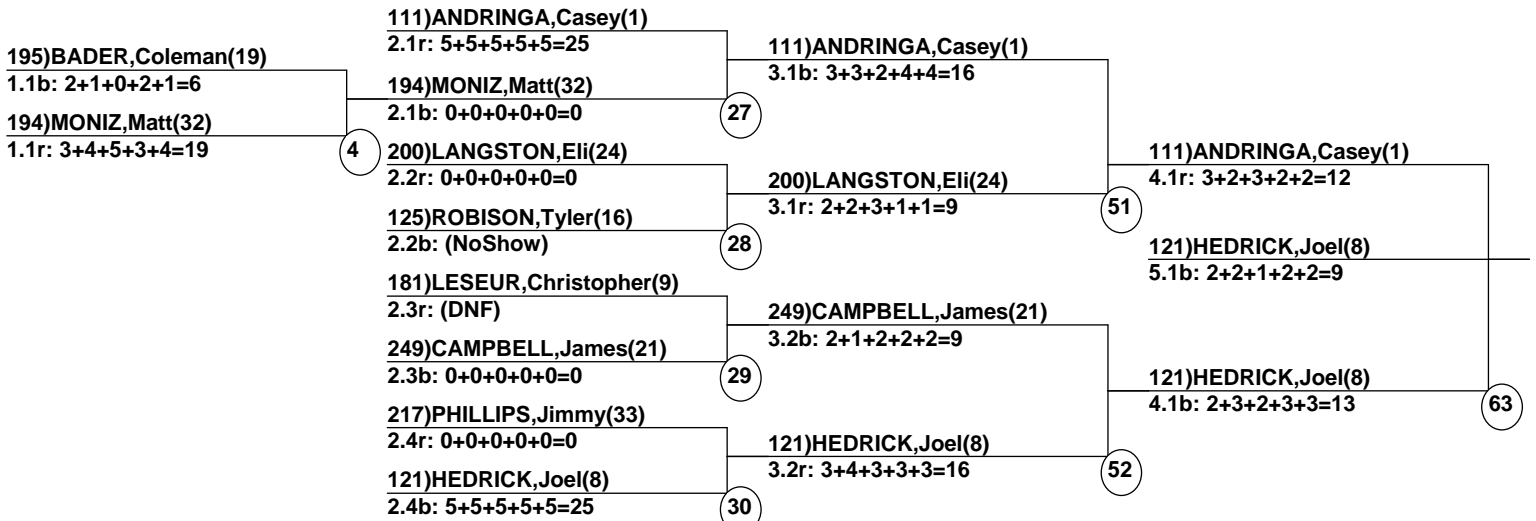 195)BADER,Coleman(19)
1.1b: 2+1+0+2+1=6
194)MONIZ,Matt(32)
1.1r: 3+4+5+3+4=19
4
111)ANDRINGA,Casey(1)
2.1r: 5+5+5+5+5=25
194)MONIZ,Matt(32)
2.1b: 0+0+0+0+0=0
27
200)LANGSTON,Eli(24)
2.2r: 0+0+0+0+0=0
125)ROBISON,Tyler(16)
2.2b: (NoShow)
28
181)LESEUR,Christopher(9)
2.3r: (DNF)
249)CAMPBELL,James(21)
2.3b: 0+0+0+0+0=0
29
217)PHILLIPS,Jimmy(33)
2.4r: 0+0+0+0+0=0
121)HEDRICK,Joel(8)
2.4b: 5+5+5+5+5=25
30
111)ANDRINGA,Casey(1)
3.1b: 3+3+2+4+4=16
200)LANGSTON,Eli(24)
3.1r: 2+2+3+1+1=9
51
249)CAMPBELL,James(21)
3.2b: 2+1+2+2+2=9
121)HEDRICK,Joel(8)
3.2r: 3+4+3+3+3=16
52
111)ANDRINGA,Casey(1)
4.1r: 3+2+3+2+2=12
121)HEDRICK,Joel(8)
5.1b: 2+2+1+2+2=9
121)HEDRICK,Joel(8)
4.1b: 2+3+2+3+3=13
63